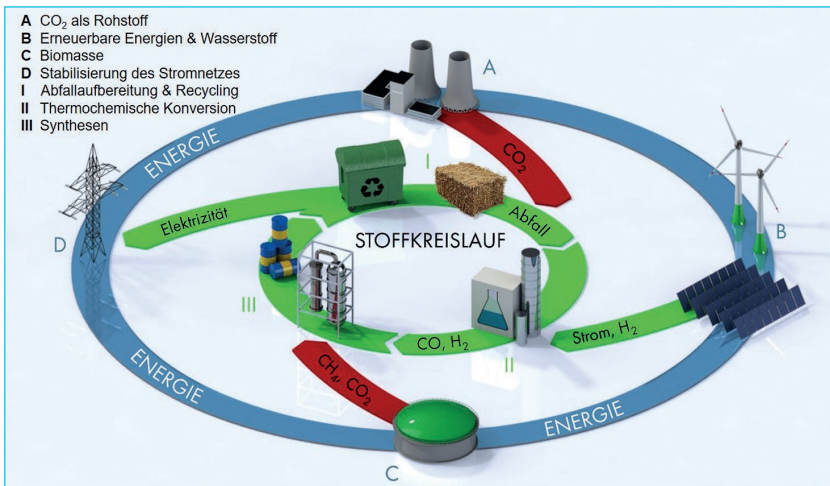 A CO₂ als Rohstoff
B Erneuerbare Energien & Wasserstoff
C Biomasse
D Stabilisierung des Stromnetzes
I Abfallaufbereitung & Recycling
II Thermochemische Konversion
III Synthesen
A
ENERGIE
CO₂
I
Elektrizität
Abfall
B
D
STOFFKREISLAUF
III
CO, H₂
Strom, H₂
II
CH₄, CO₂
ENERGIE
ENERGIE
C